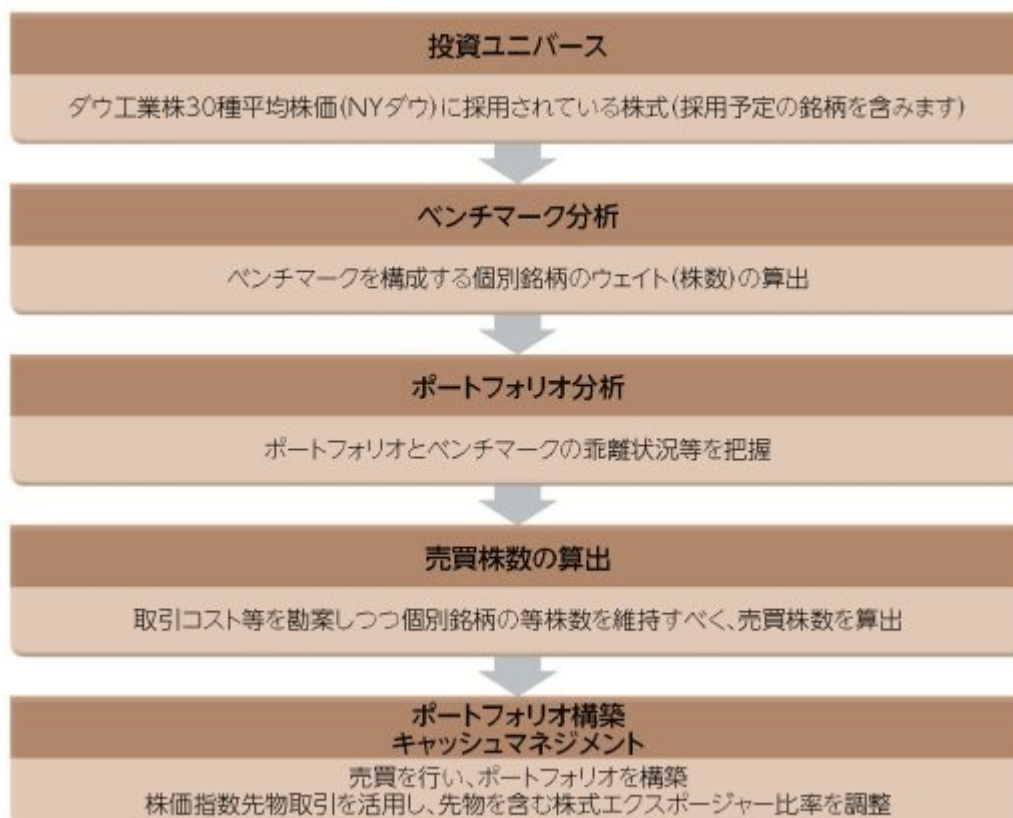 投資ユニバース
ダウ工業株30種平均株価(NYダウ)に採用されている株式(採用予定の銘柄を含みます)
ベンチマーク分析
ベンチマークを構成する個別銘柄のウェイト(株数)の算出
ポートフォリオ分析
ポートフォリオとベンチマークの乖離状況等を把握
売買株数の算出
取引コスト等を勘案しつつ個別銘柄の等株数を維持すべく、売買株数を算出
ポートフォリオ構築
キャッシュマネジメント
売買を行い、ポートフォリオを構築
株価指数先物取引を活用し、先物を含む株式エクスポージャー比率を調整